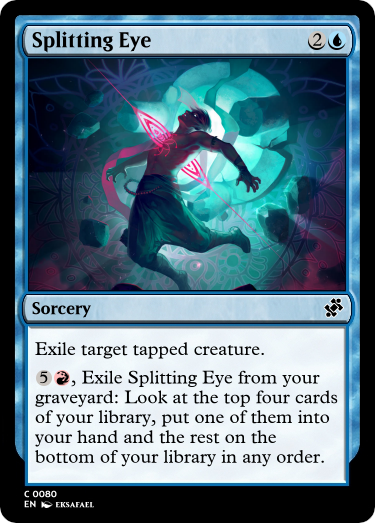 Splitting Eye 2
Sorcery
Exile target tapped creature.
5, Exile Splitting Eye from your
graveyard: Look at the top four cards
of your library, put one of them into
your hand and the rest on the
bottom of your library in any order.
C 0080
EN EKSAFAEL